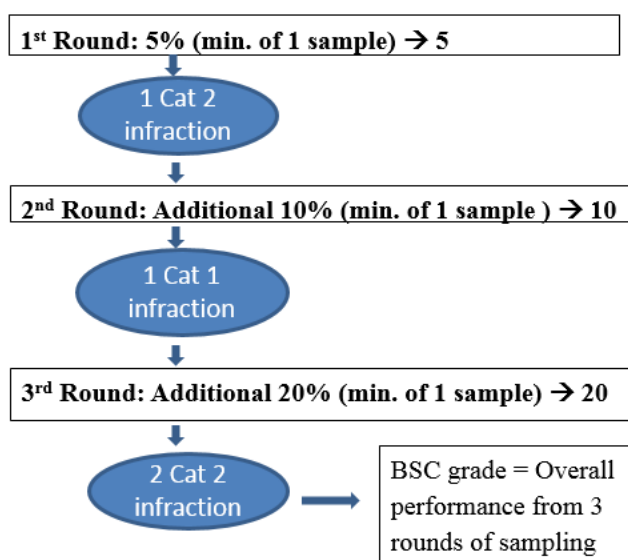 1st Round: 5% (min. of 1 sample) → 5
1 Cat 2
infraction
2nd Round: Additional 10% (min. of 1 sample ) → 10
1 Cat 1
infraction
3rd Round: Additional 20% (min. of 1 sample) → 20
2 Cat 2
infraction
BSC grade = Overall
performance from 3
rounds of sampling